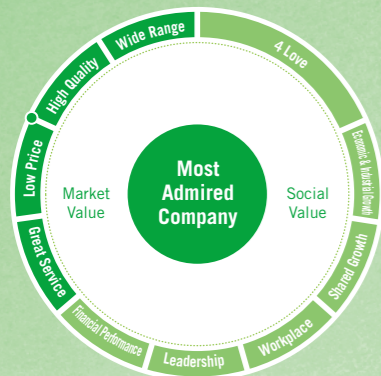 Wide Range
4 Love
High Quality
Economic & Industrial Growth
Low Price
Most
Admired
Company
Market
Value
Social
Value
Great Service
Shared Growth
Financial Performance
Leadership
Workplace